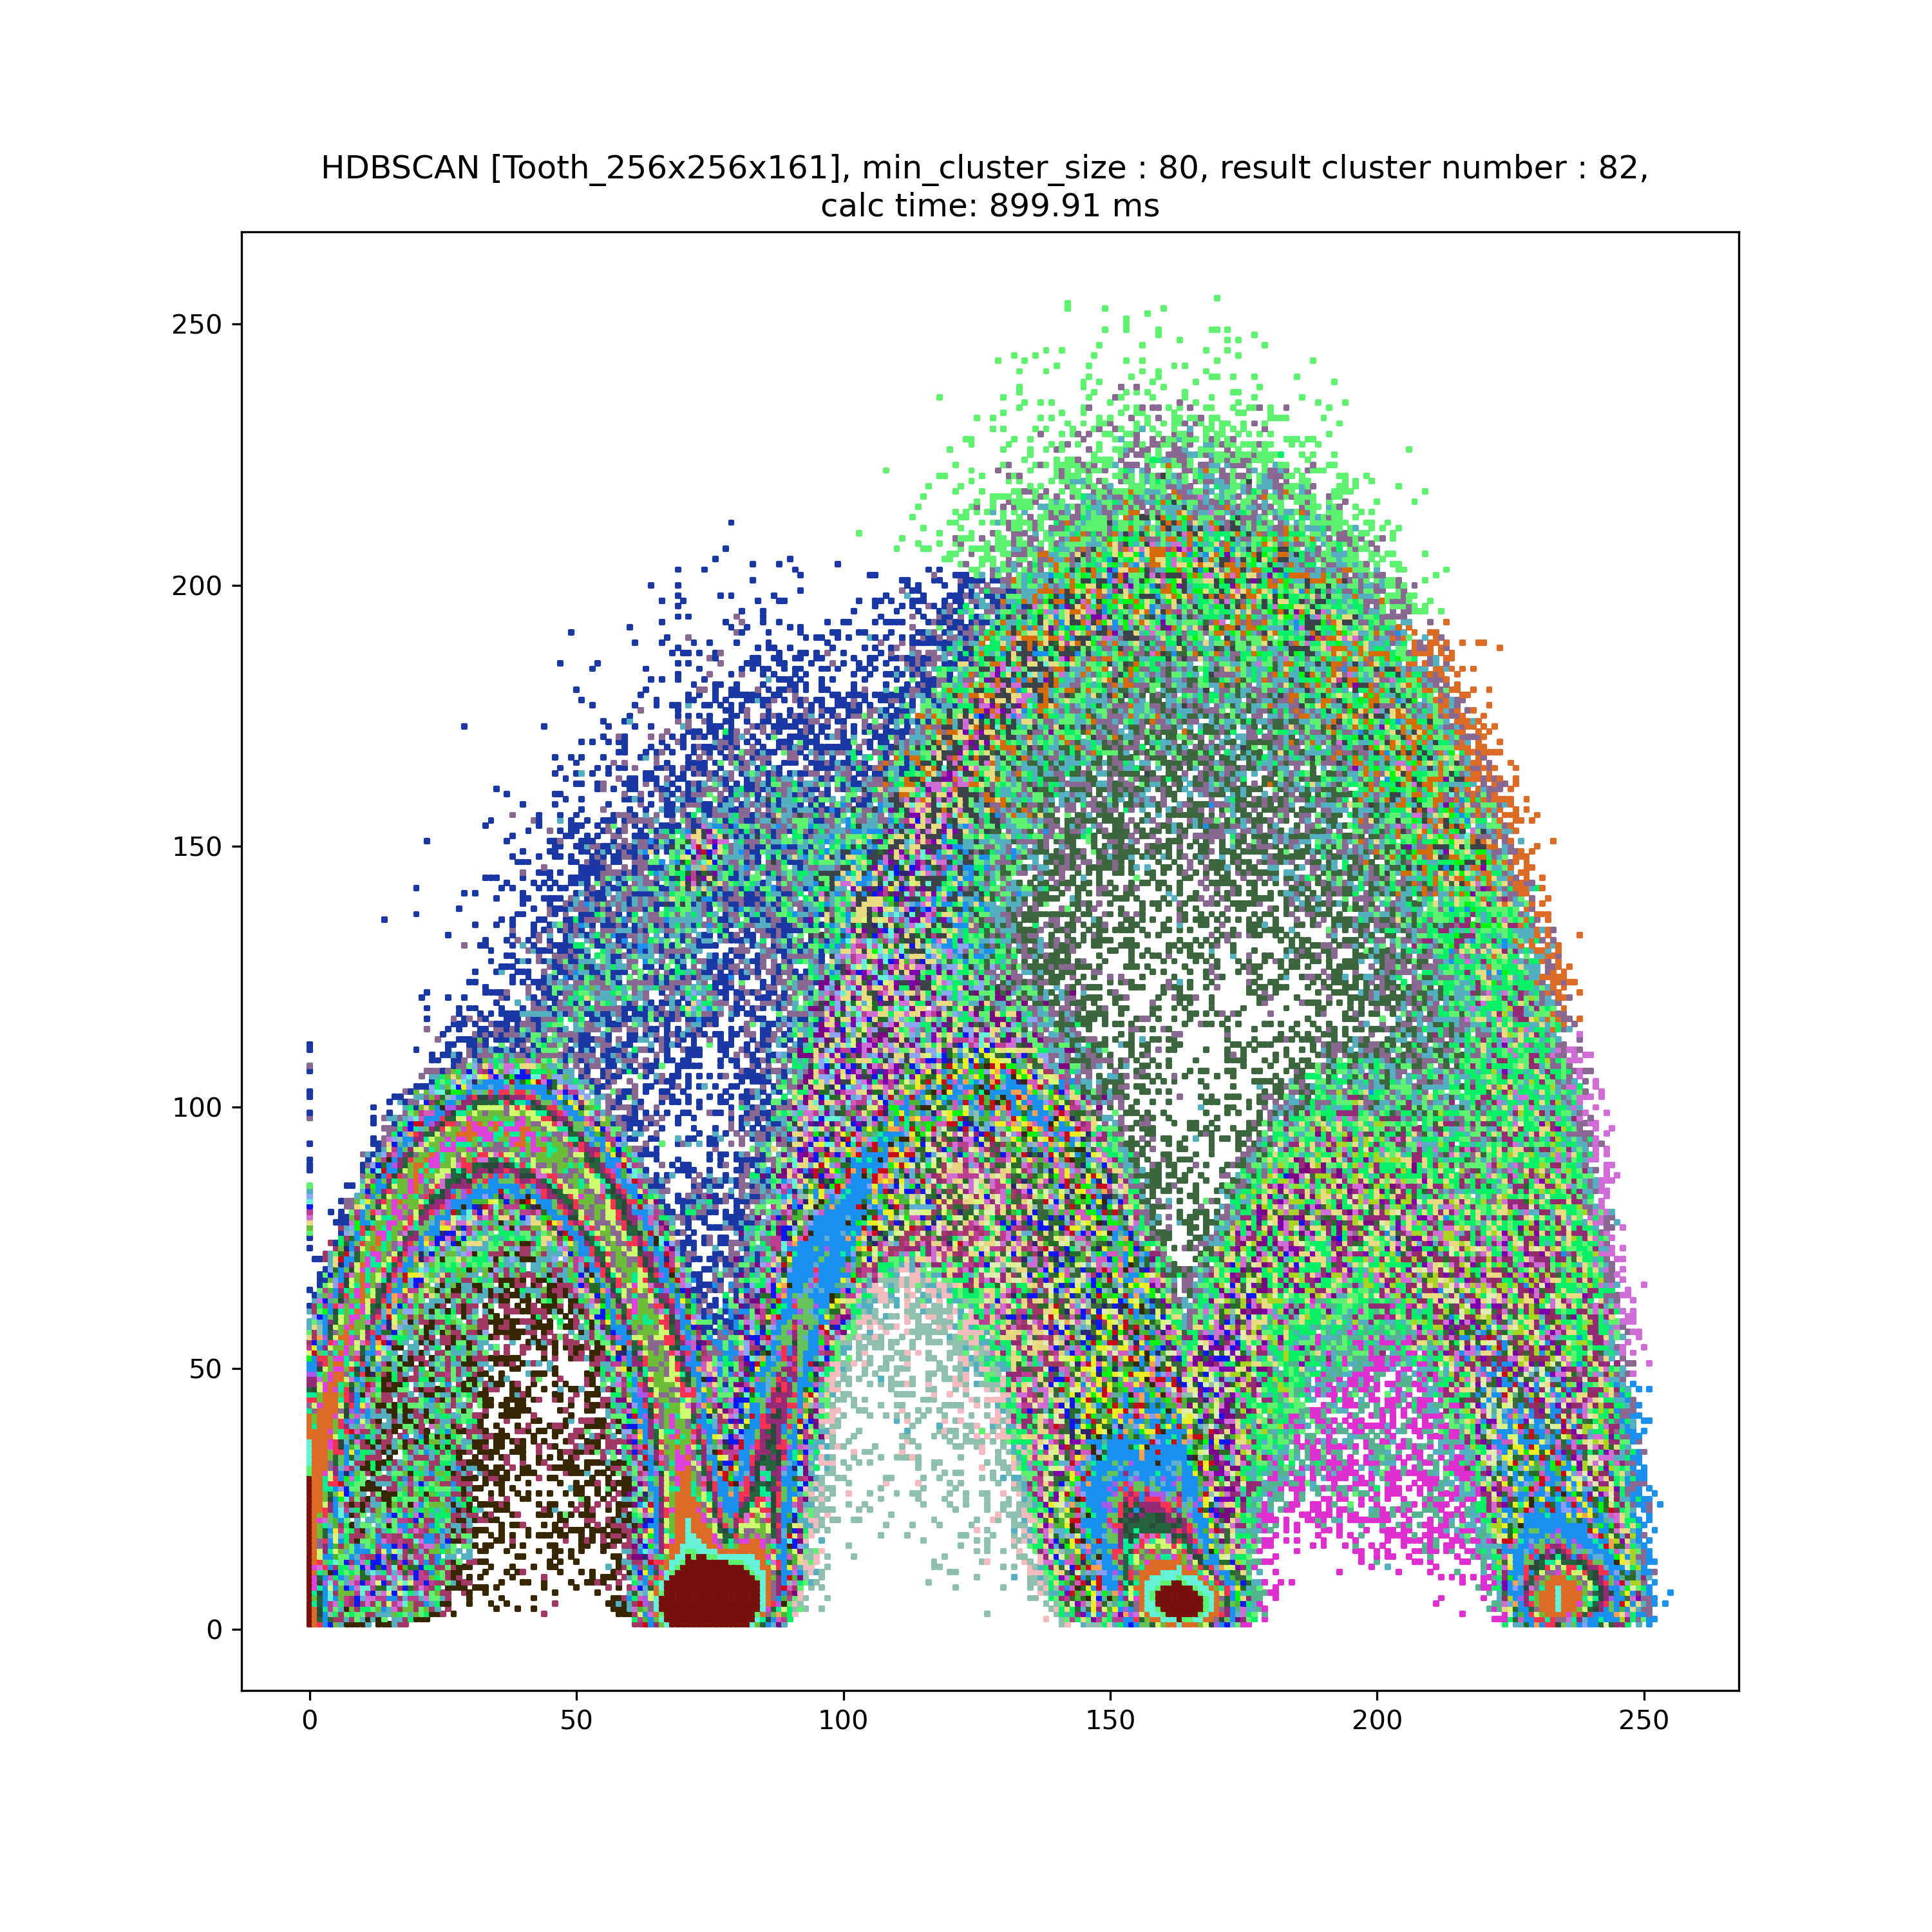 HDBSCAN [Tooth_256x256x161], min_cluster_size : 80, result cluster number : 82,
calc time: 899.91 ms
250
200
150
100
50
0
0 50 100 150 200 250